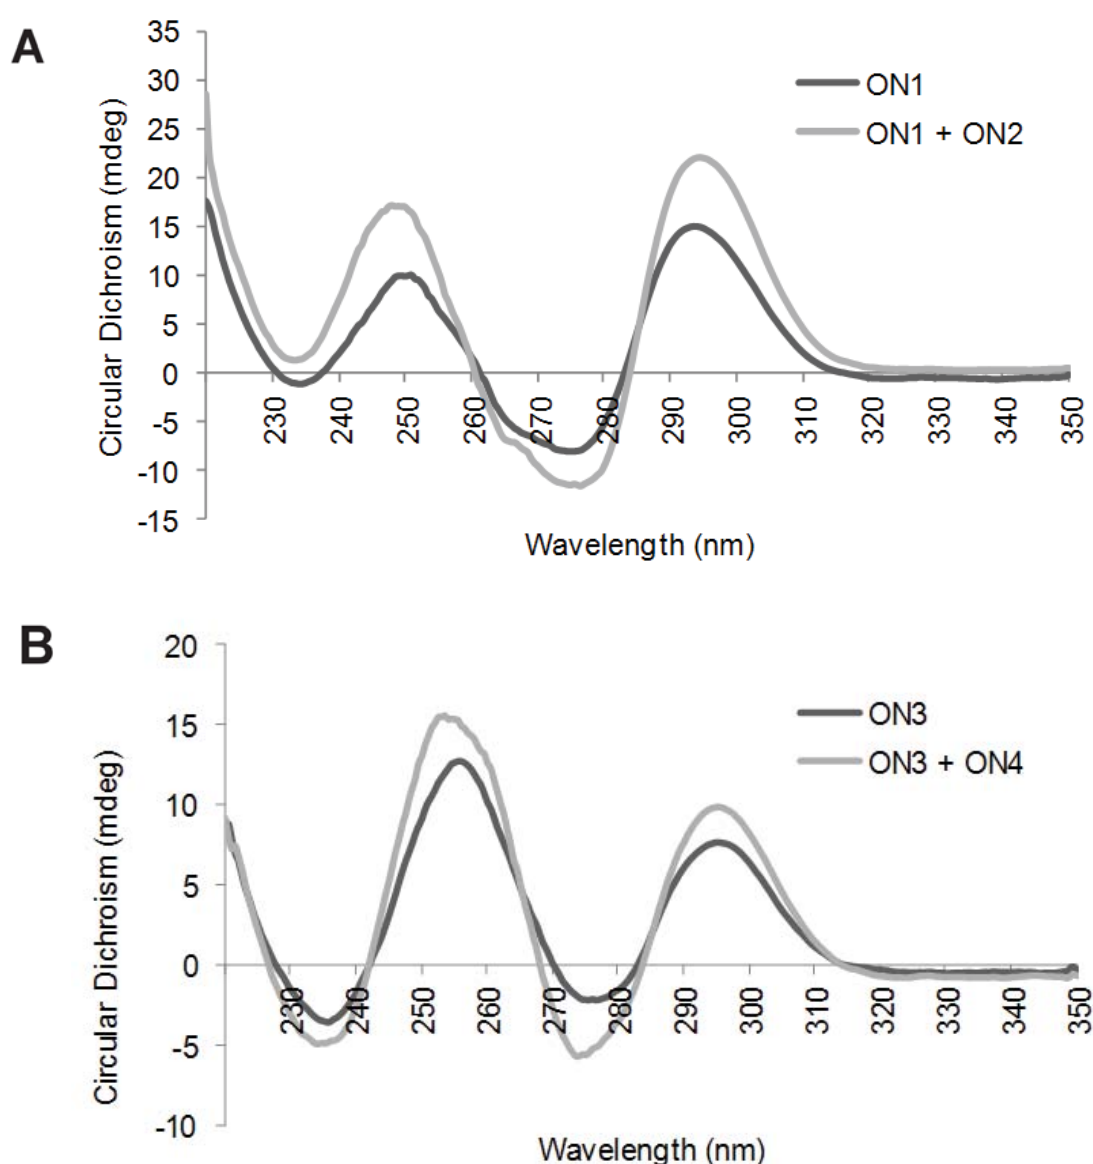 A
Circular Dichroism (mdeg)
35
30
25
20
15
10
5
0
-5
-10
-15
ON1
ON1 + ON2
230 240 250 260 270 280 290 300 310 320 330 340 350
Wavelength (nm)
B
Circular Dichroism (mdeg)
20
15
10
5
0
-5
-10
ON3
ON3 + ON4
230 240 250 260 270 280 290 300 310 320 330 340 350
Wavelength (nm)